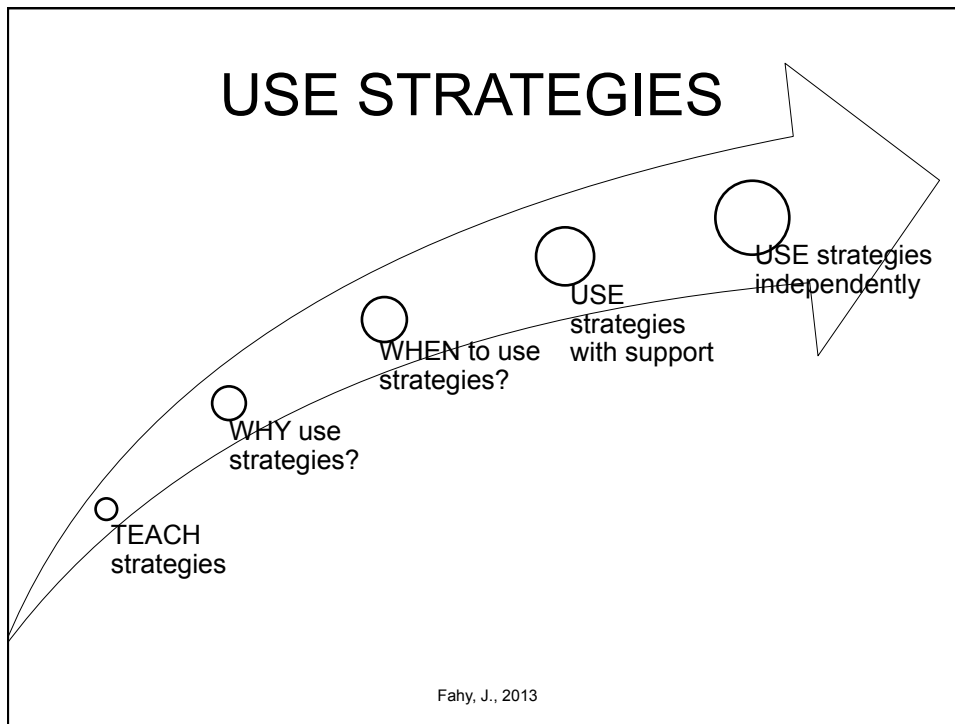 USE STRATEGIES
TEACH
strategies
WHY use
strategies?
WHEN to use
strategies?
USE
strategies
with support
USE strategies
independently
Fahy, J., 2013